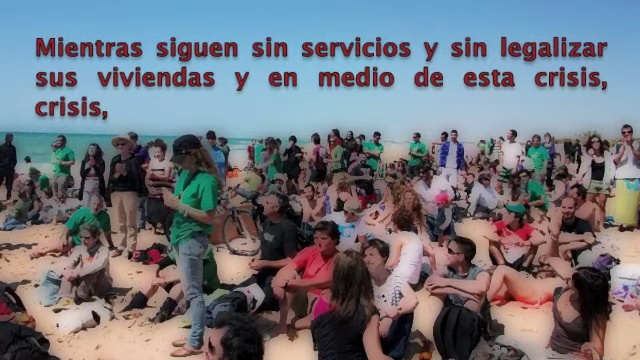 Mientras siguen sin servicios y sin legalizar
sus viviendas y en medio de esta crisis,
crisis,